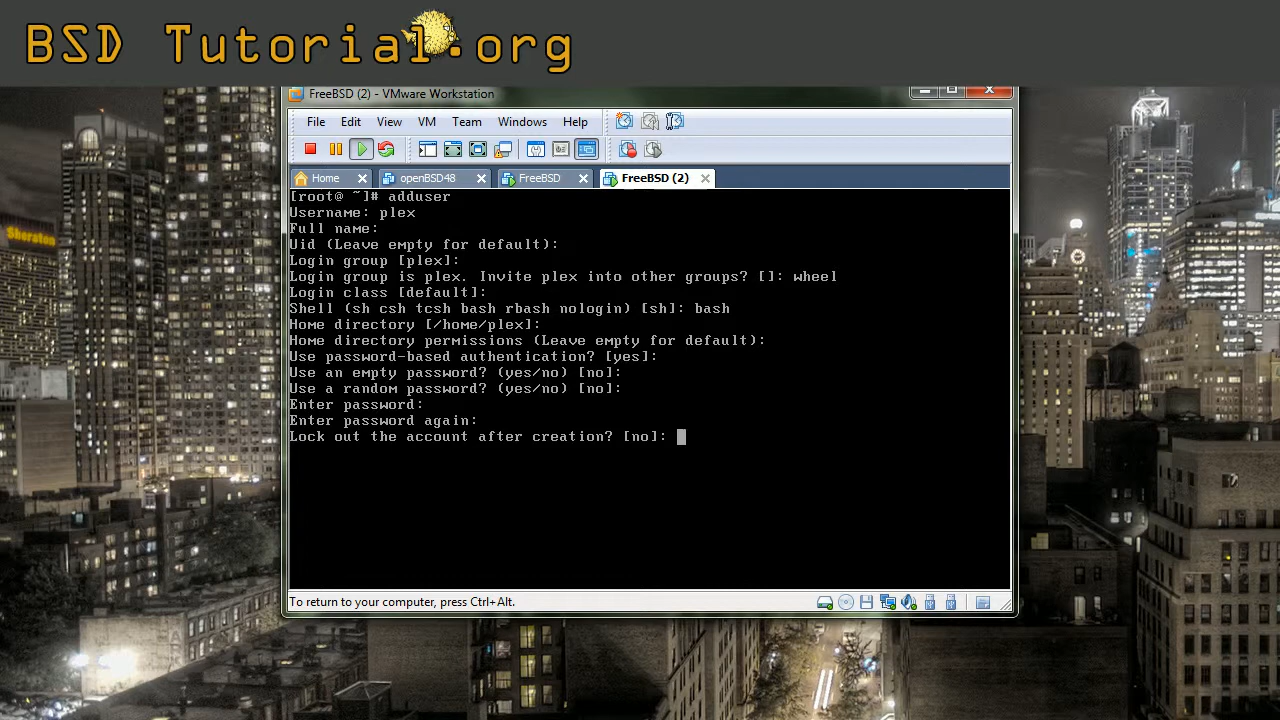 BSD Tutorial.org
FreeBSD (2) - VMware Workstation
File Edit View VM Team Windows Help
Home openBSD48 FreeBSD FreeBSD (2)
[root@ ~]# adduser
Username: plex
Full name:
Uid (Leave empty for default):
Login group [plex]:
Login group is plex. Invite plex into other groups? []: wheel
Login class [default]:
Shell (sh csh tcsh bash rbash nologin) [sh]: bash
Home directory [/home/plex]:
Home directory permissions (Leave empty for default):
Use password-based authentication? [yes]:
Use an empty password? (yes/no) [no]:
Use a random password? (yes/no) [no]:
Enter password:
Enter password again:
Lock out the account after creation? [no]:
To return to your computer, press Ctrl+Alt.
Sheraton